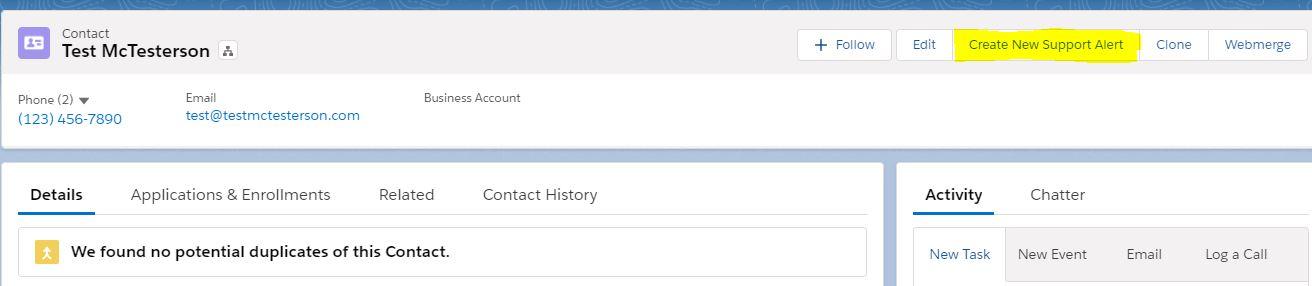 Contact
Test McTesterson
+ Follow
Edit
Create New Support Alert
Clone
Webmerge
Phone (2)
Email
Business Account
(123) 456-7890
test@testmctesterson.com
Details
Applications & Enrollments
Related
Contact History
Activity
Chatter
We found no potential duplicates of this Contact.
New Task
New Event
Email
Log a Call